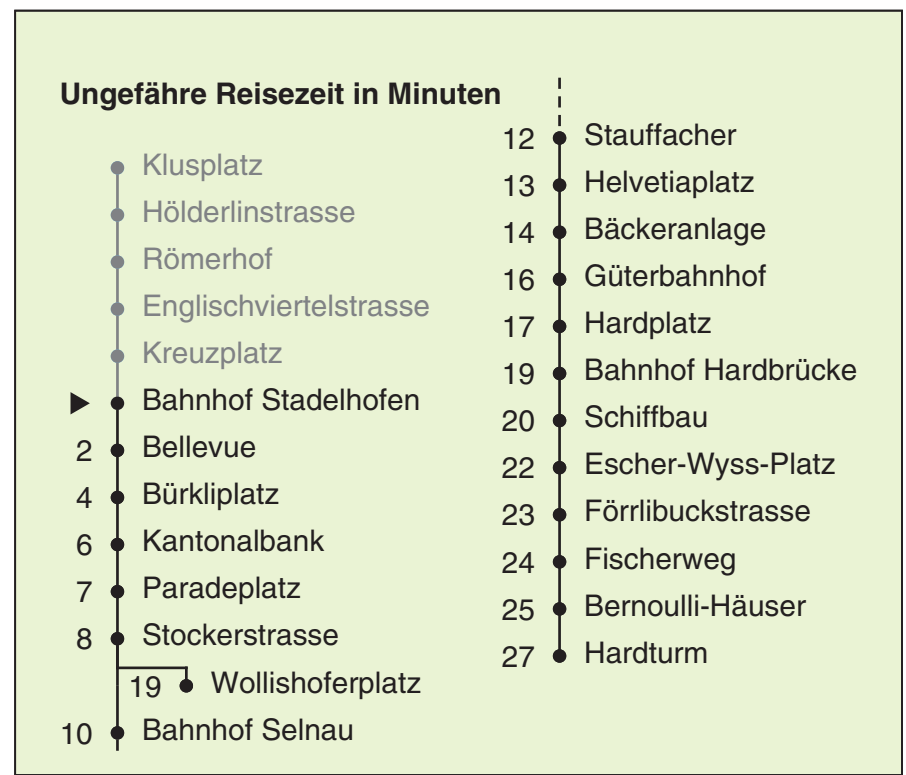 Ungefähre Reisezeit in Minuten
Klusplatz
Hölderlinstrasse
Römerhof
Englischviertelstrasse
Kreuzplatz
Bahnhof Stadelhofen
2 Bellevue
4 Bürkliplatz
6 Kantonalbank
7 Paradeplatz
8 Stockerstrasse
19 Wollishoferplatz
10 Bahnhof Selnau
12 Stauffacher
13 Helvetiaplatz
14 Bäckeranlage
16 Güterbahnhof
17 Hardplatz
19 Bahnhof Hardbrücke
20 Schiffbau
22 Escher-Wyss-Platz
23 Förrlibuckstrasse
24 Fischerweg
25 Bernoulli-Häuser
27 Hardturm